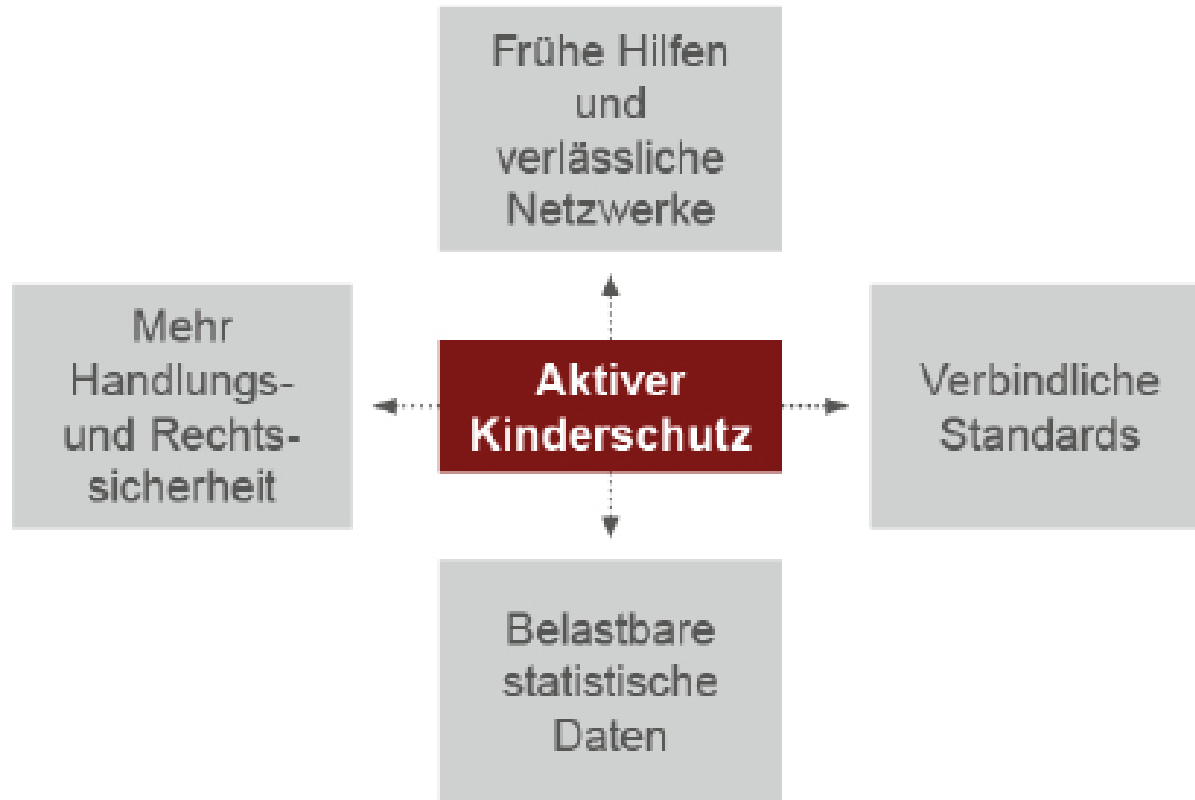 Frühe Hilfen
und
verlässliche
Netzwerke
Mehr
Handlungs-
und Rechts-
sicherheit
Aktiver
Kinderschutz
Verbindliche
Standards
Belastbare
statistische
Daten